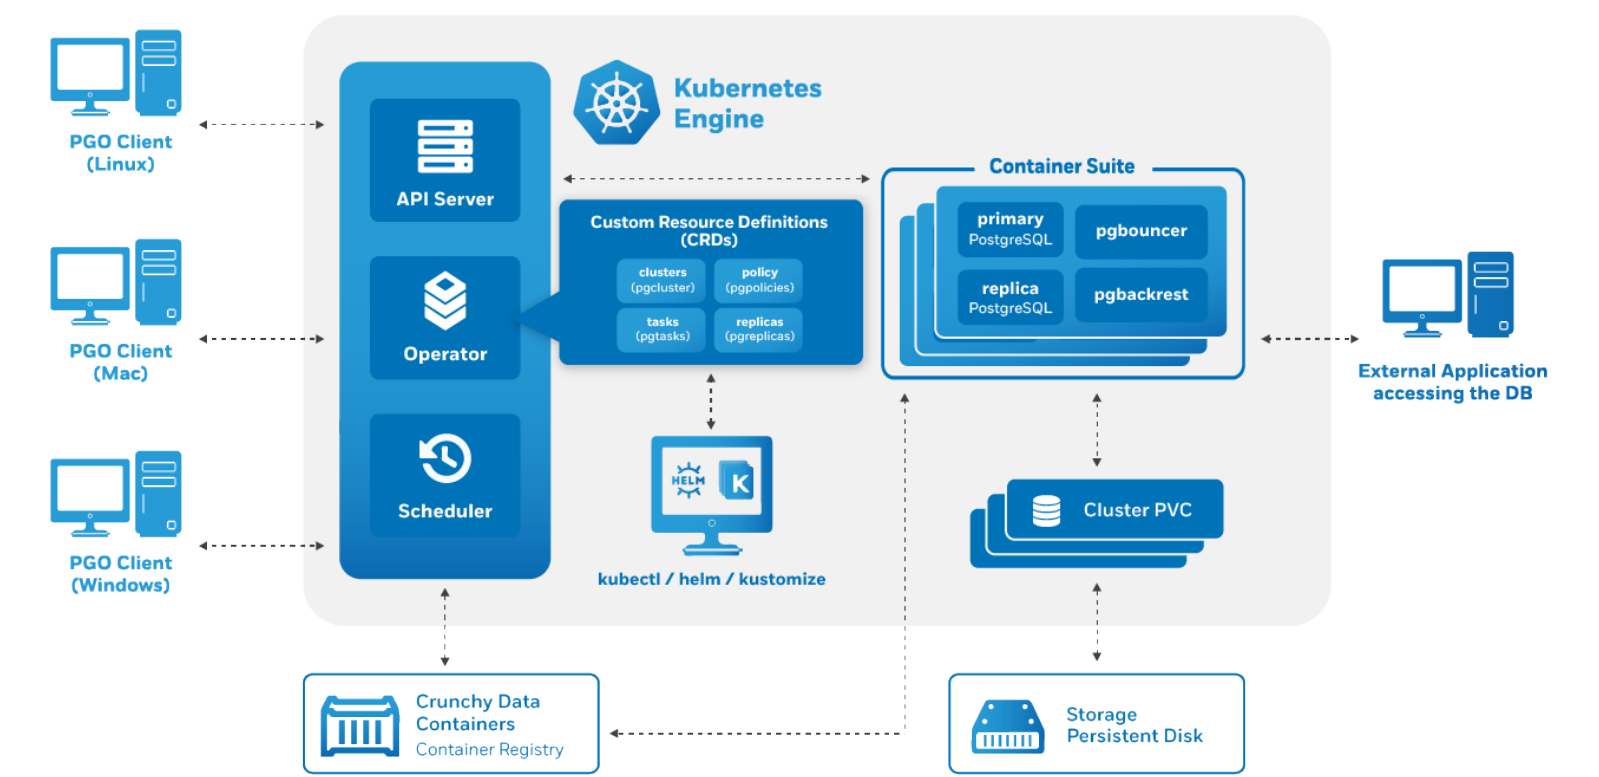 PGO Client
(Linux)
PGO Client
(Mac)
PGO Client
(Windows)
API Server
Operator
Scheduler
Kubernetes
Engine
Custom Resource Definitions
(CRDs)
clusters
(pgcluster)
policy
(pgpolicies)
tasks
(pgtasks)
replicas
(pgreplicas)
HELM
K
kubectl / helm / kustomize
Container Suite
primary
PostgreSQL
pgbouncer
replica
PostgreSQL
pgbackrest
Cluster PVC
External Application
accessing the DB
Crunchy Data
Containers
Container Registry
Storage
Persistent Disk